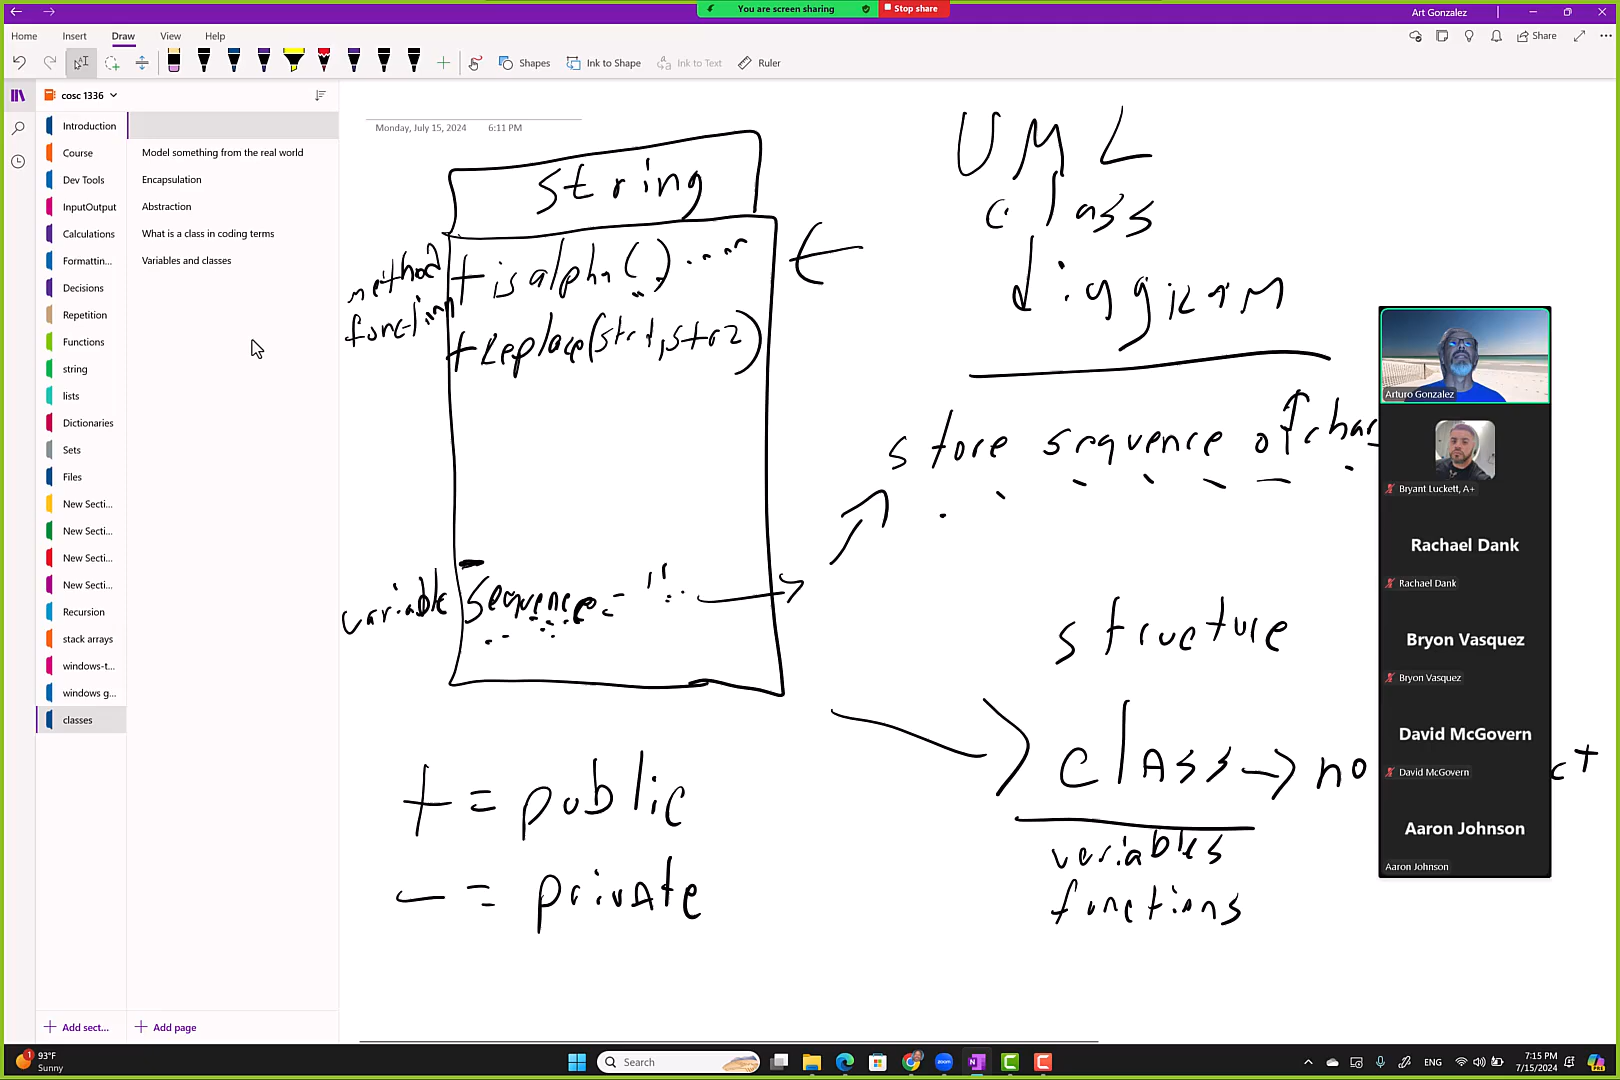 You are screen sharing
Stop share
Art Gonzalez
Home Insert Draw View Help
Share
Shapes
Ink to Shape
Ink to Text
Ruler
cosc 1336
Introduction
Course
Dev Tools
InputOutput
Calculations
Formattin...
Decisions
Repetition
Functions
string
lists
Dictionaries
Sets
Files
New Secti...
New Secti...
New Secti...
New Secti...
Recursion
stack arrays
windows-t...
windows g...
classes
Add sect...
Model something from the real world
Encapsulation
Abstraction
What is a class in coding terms
Variables and classes
Add page
Monday, July 15, 2024 6:11 PM
string
method
function
+ isalpha( ) ....
+ replace(str1, str2)
variable
- sequence = ''
+ = public
- = private
UML
class
diagram
store sequence of char
structure
class -> no
ct
variables
functions
Arturo Gonzalez
Bryant Luckett, A+
Rachael Dank
Rachael Dank
Bryon Vasquez
Bryon Vasquez
David McGovern
David McGovern
Aaron Johnson
Aaron Johnson
1
93°F
Sunny
Search
zoom
ENG
7:15 PM
7/15/2024